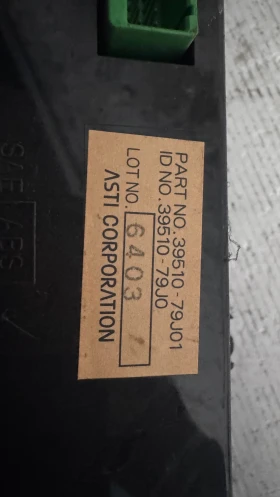 PART NO. 39510-79J01
ID NO. 39510-79J0
LOT NO. 6403
ASTI CORPORATION